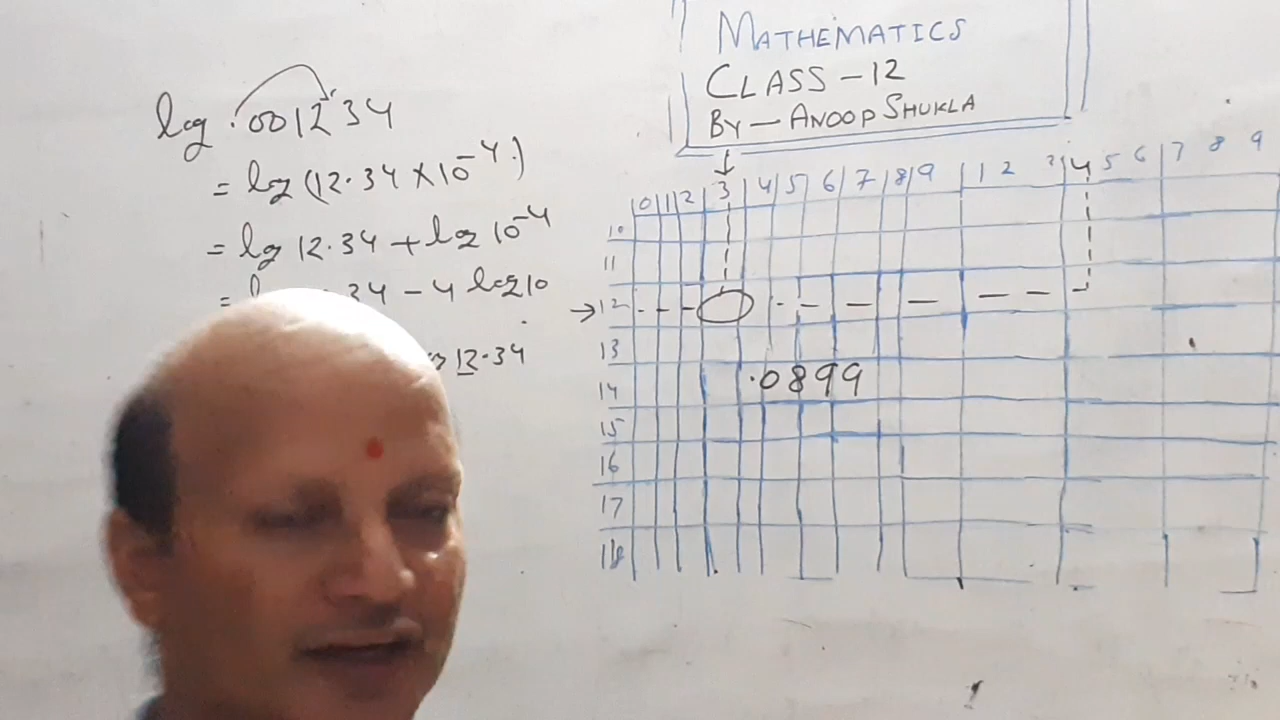 MATHEMATICS
CLASS - 12
BY - ANOOP SHUKLA
log .001234
= log (12.34 × 10⁻⁴.)
= log 12.34 + log 10⁻⁴
= 34 - 4 log 10
12.34
0 1 2 3 4 5 6 7 8 9 1 2 3 4 5 6 7 8 9
10
11
→ 12
13
14 .0899
15
16
17
18